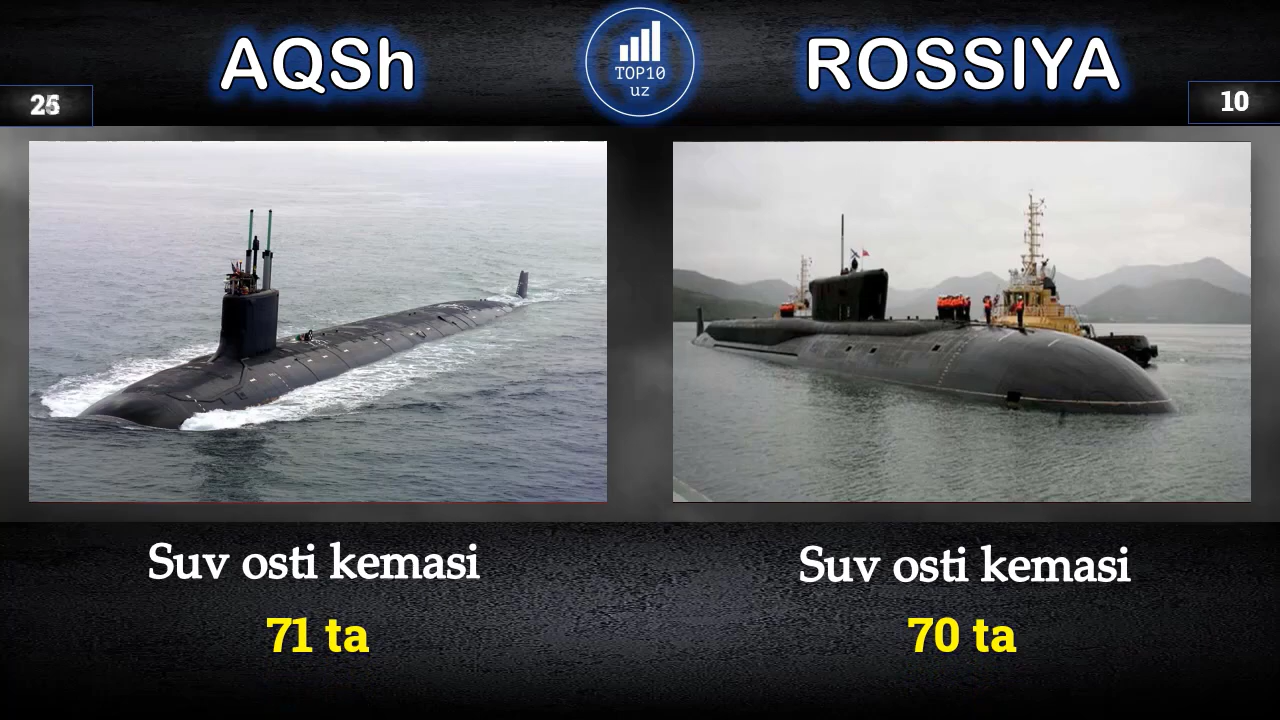 AQSh
TOP10
uz
ROSSIYA
25
10
Suv osti kemasi
71 ta
Suv osti kemasi
70 ta